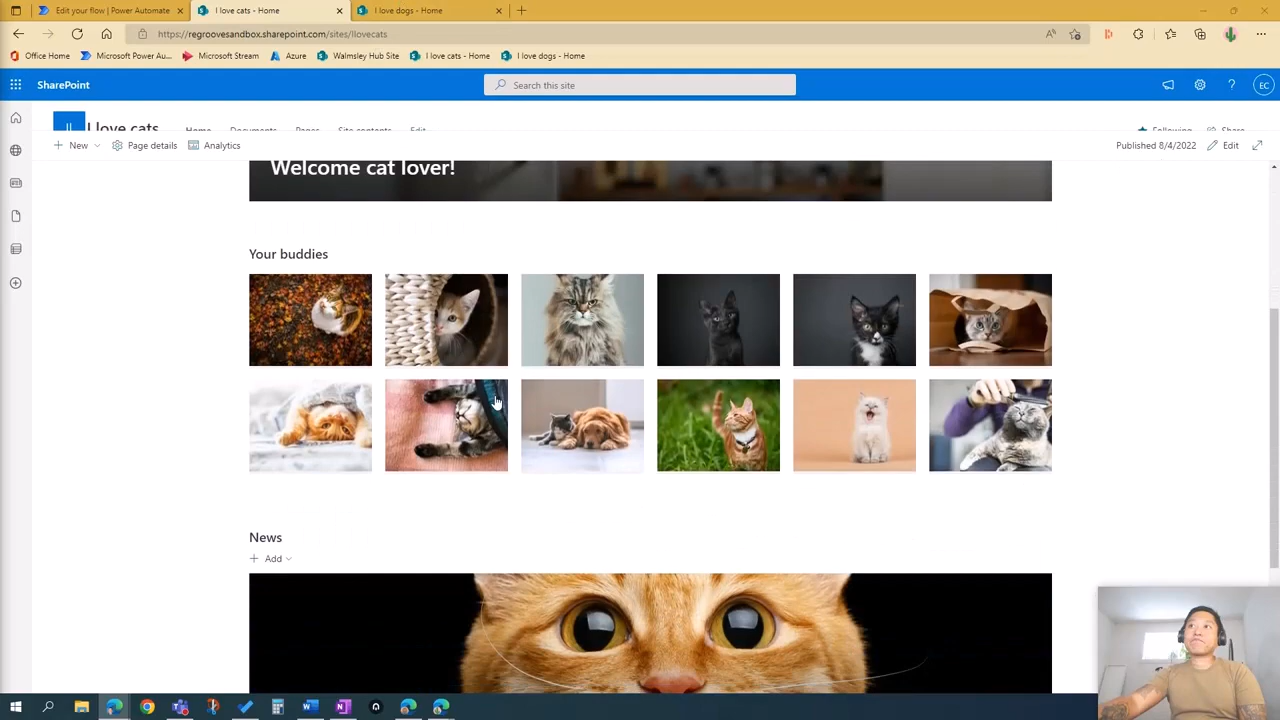 Edit your flow | Power Automate
I love cats - Home
I love dogs - Home
https://regroovesandbox.sharepoint.com/sites/Ilovecats
Office Home
Microsoft Power Au...
Microsoft Stream
Azure
Walmsley Hub Site
I love cats - Home
I love dogs - Home
SharePoint
Search this site
EC
I love cats
Home
Documents
Pages
Site contents
Edit
Following
Share
New
Page details
Analytics
Published 8/4/2022
Edit
Welcome cat lover!
Your buddies
News
Add